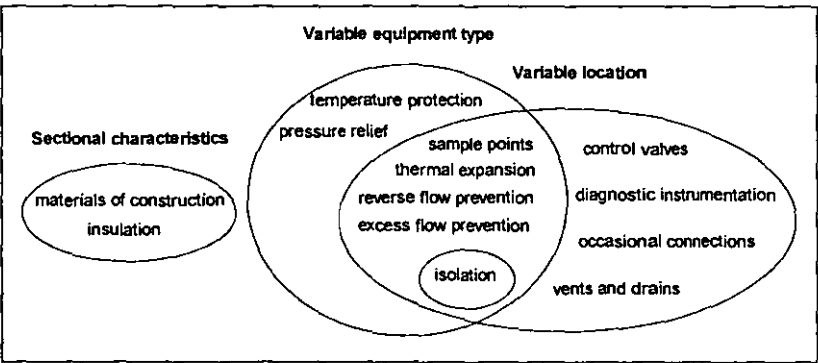 Variable equipment type
Variable location
Sectional characteristics
materials of construction
insulation
temperature protection
pressure relief
sample points
thermal expansion
reverse flow prevention
excess flow prevention
isolation
control valves
diagnostic instrumentation
occasional connections
vents and drains